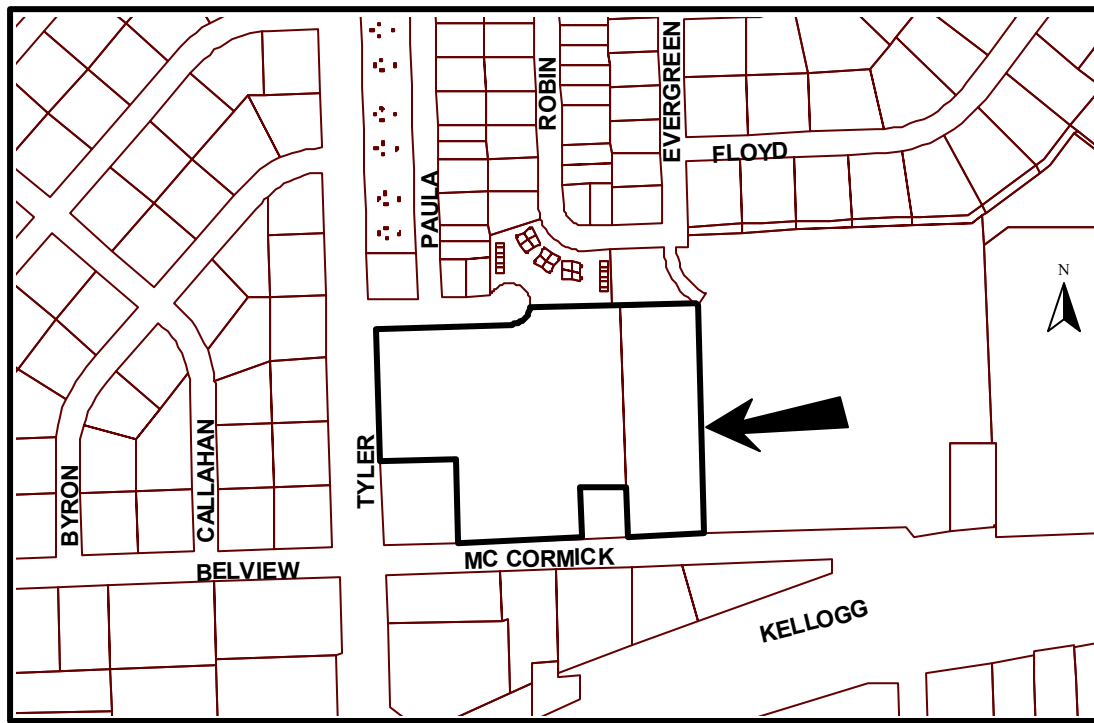 ROBIN
EVERGREEN
FLOYD
PAULA
N
TYLER
CALLAHAN
BYRON
MC CORMICK
BELVIEW
KELLOGG